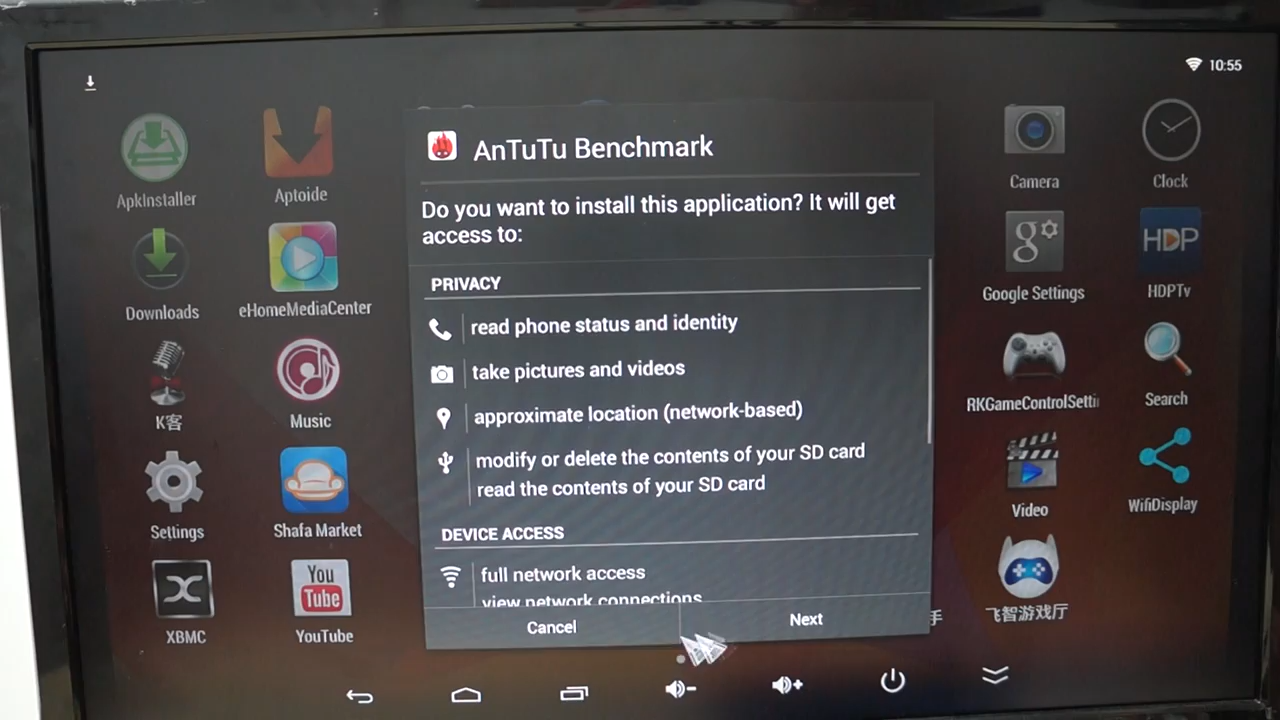 10:55
AnTuTu Benchmark
Do you want to install this application? It will get
access to:
PRIVACY
read phone status and identity
take pictures and videos
approximate location (network-based)
modify or delete the contents of your SD card
read the contents of your SD card
DEVICE ACCESS
full network access
view network connections
Cancel
Next
ApkInstaller
Aptoide
Downloads
eHomeMediaCenter
K客
Music
Settings
Shafa Market
XBMC
You
Tube
YouTube
Camera
Clock
g
Google Settings
HDP
HDPTv
RKGameControlSetti
Search
Video
WifiDisplay
飞智游戏厅
手